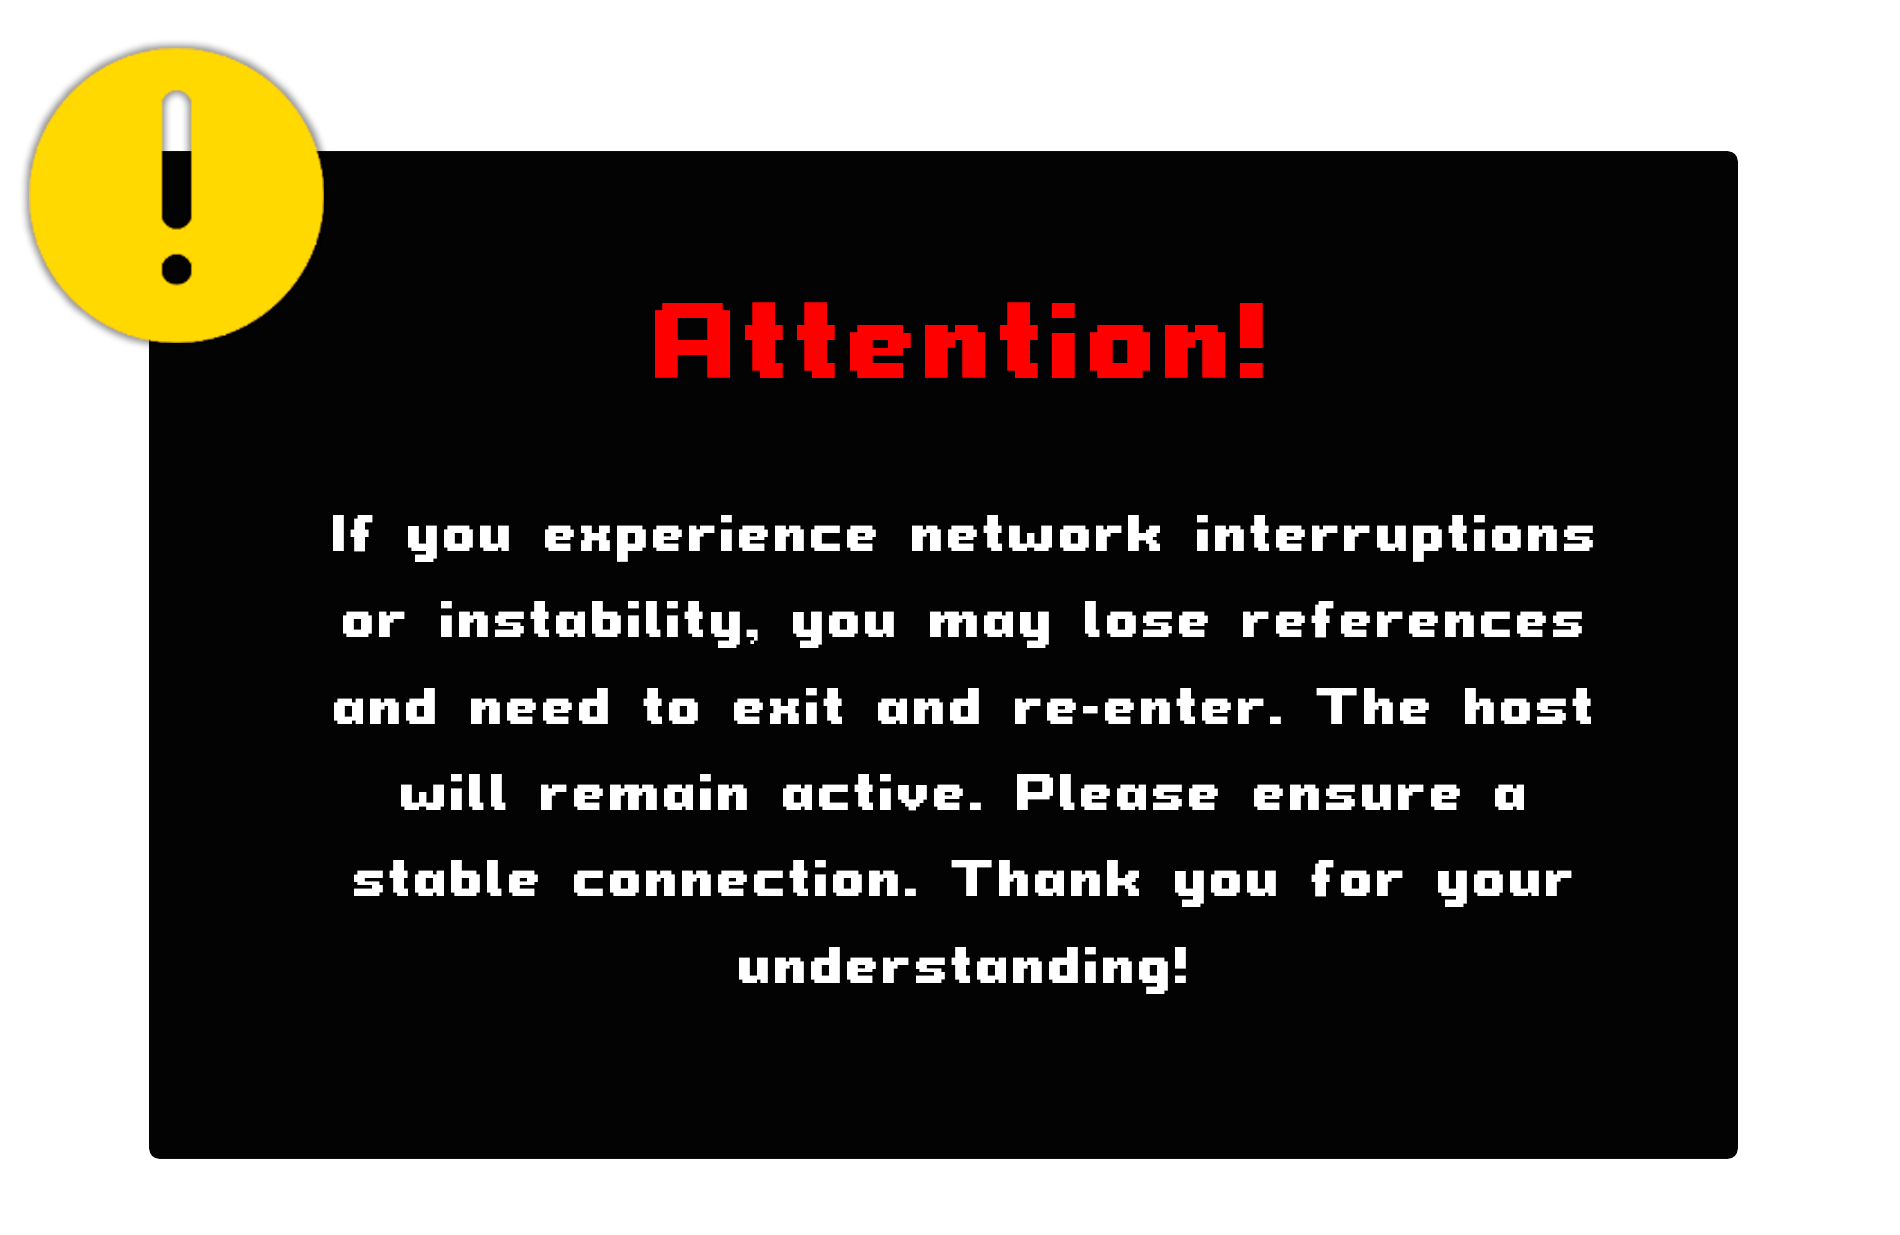 Attention!
If you experience network interruptions
or instability, you may lose references
and need to exit and re-enter. The host
will remain active. Please ensure a
stable connection. Thank you for your
understanding!